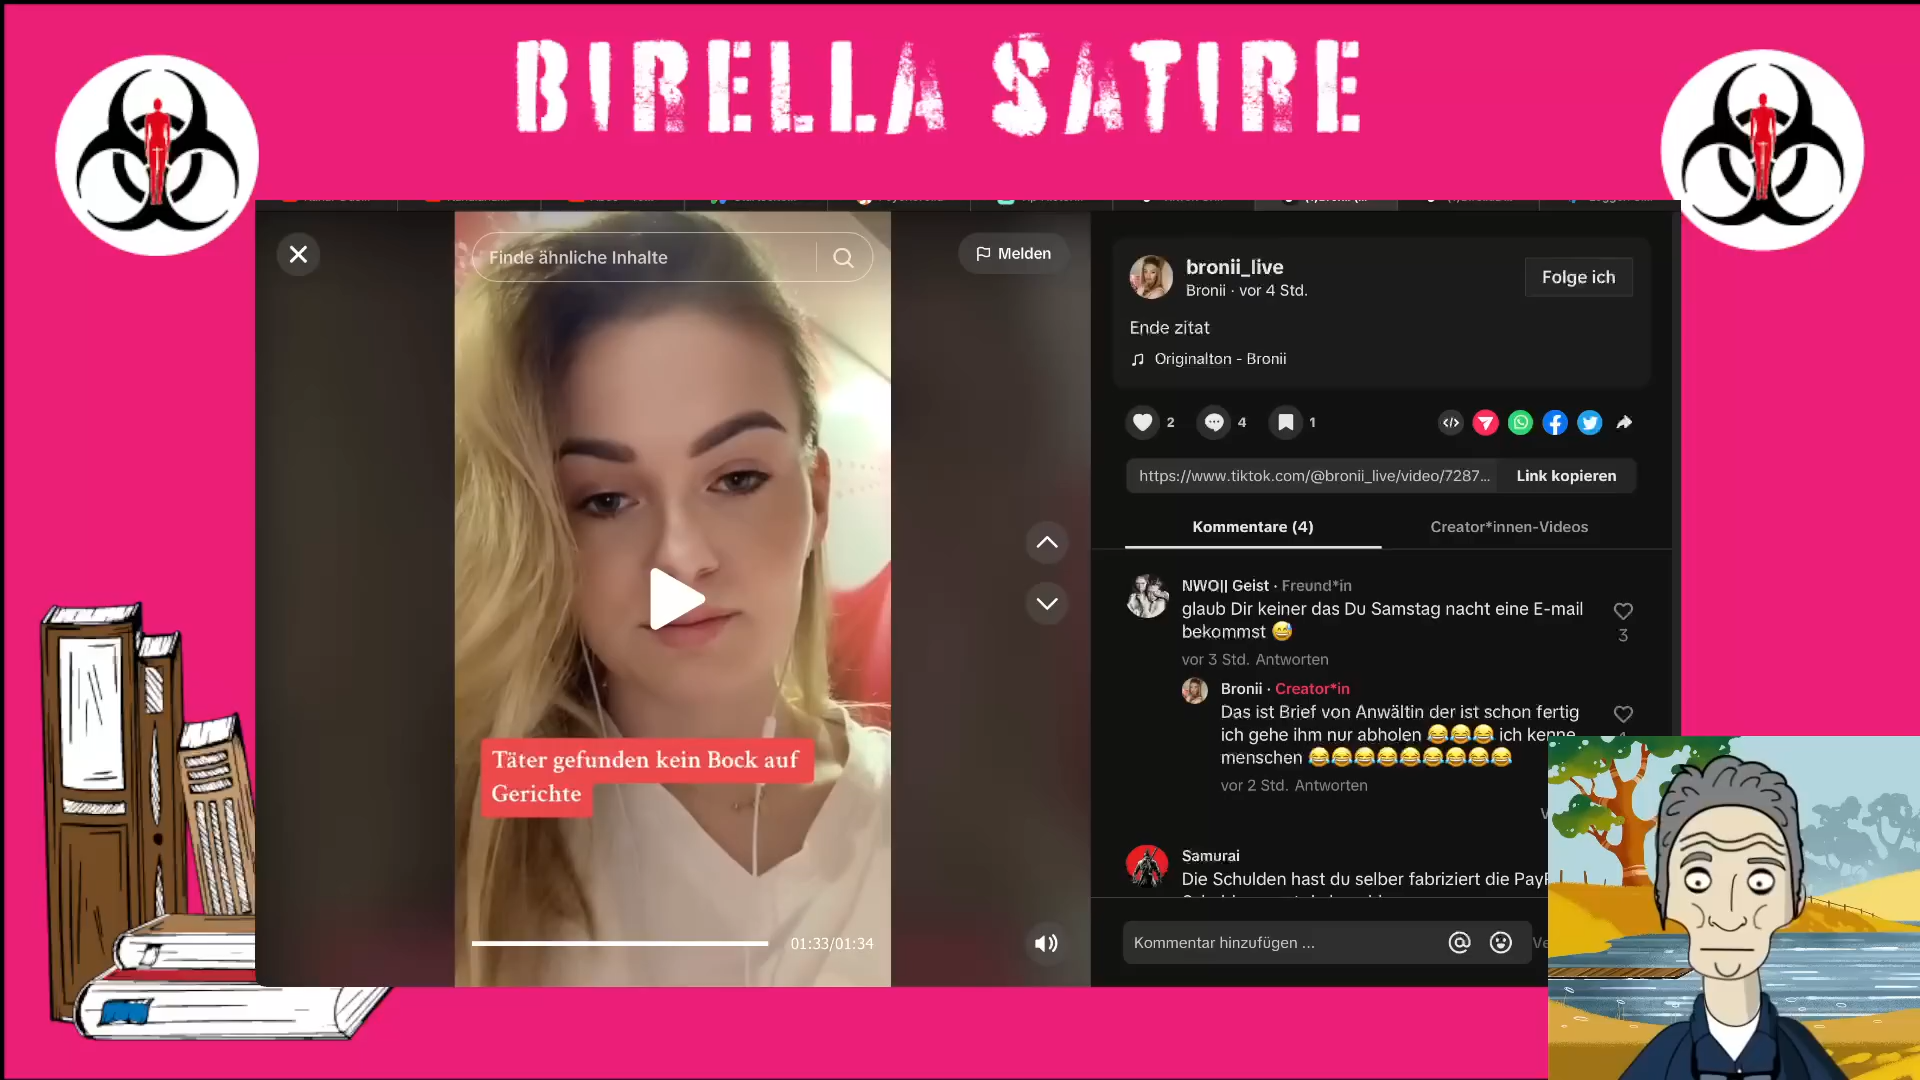 BIRELLA SATIRE
Finde ähnliche Inhalte
Melden
bronii_live
Bronii · vor 4 Std.
Folge ich
Ende zitat
Originalton - Bronii
2
4
1
https://www.tiktok.com/@bronii_live/video/7287...
Link kopieren
Kommentare (4)
Creator*innen-Videos
NWO|| Geist · Freund*in
glaub Dir keiner das Du Samstag nacht eine E-mail
bekommst 😅
3
vor 3 Std. Antworten
Bronii · Creator*in
Das ist Brief von Anwältin der ist schon fertig
ich gehe ihm nur abholen 😂😂😂 ich kenne
menschen 😂😂😂😂😂😂😂😂😂
vor 2 Std. Antworten
Samurai
Die Schulden hast du selber fabriziert die
Täter gefunden kein Bock auf
Gerichte
01:33/01:34
Kommentar hinzufügen ...